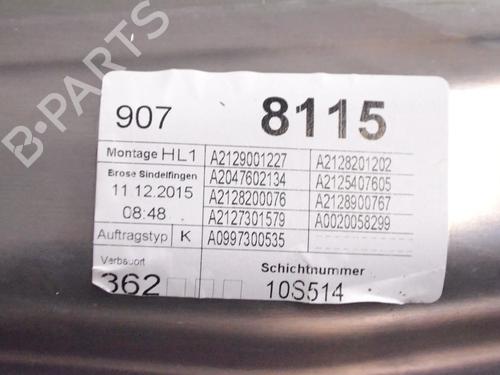 B-PARTS
907 8115
Montage HL1 A2129001227 A2128201202
Brose Sindelfingen A2047602134 A2125407605
11.12.2015 A2128200076 A2128900767
08:48 A2127301579 A0020058299
Auftragstyp K A0997300535
Verbauort
362 Schichtnummer
10S514